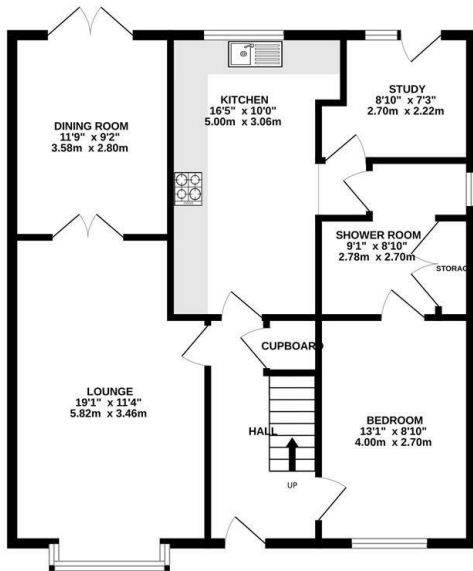 DINING ROOM
11'9" x 9'2"
3.58m x 2.80m
KITCHEN
16'5" x 10'0"
5.00m x 3.06m
STUDY
8'10" x 7'3"
2.70m x 2.22m
SHOWER ROOM
9'1" x 8'10"
2.78m x 2.70m
STORAG
CUPBOARD
LOUNGE
19'1" x 11'4"
5.82m x 3.46m
HALL
UP
BEDROOM
13'1" x 8'10"
4.00m x 2.70m